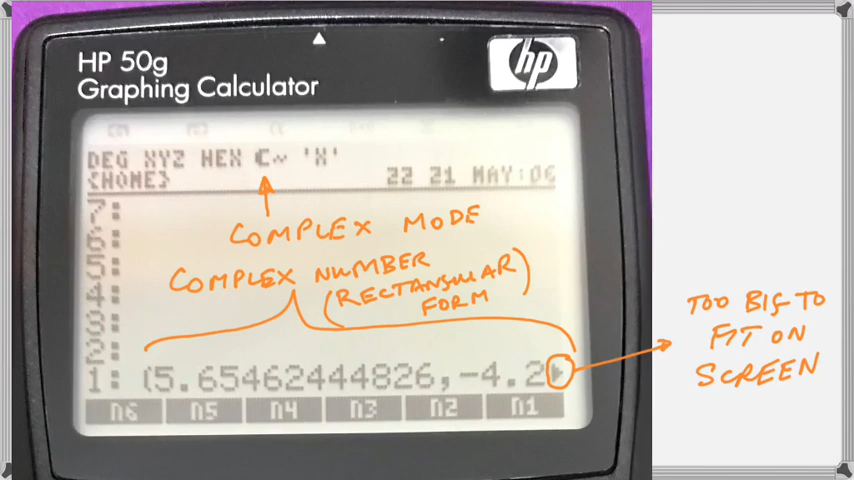 HP 50g
Graphing Calculator
hp
DEG XYZ HEX C~ 'X'
{HOME} 22 21 MAY:06
7:
6:
5:
4:
3:
2:
1: (5.65462444826,-4.2▶
n6 n5 n4 n3 n2 n1
COMPLEX MODE
COMPLEX NUMBER
(RECTANGULAR
FORM)
TOO BIG TO
FIT ON
SCREEN